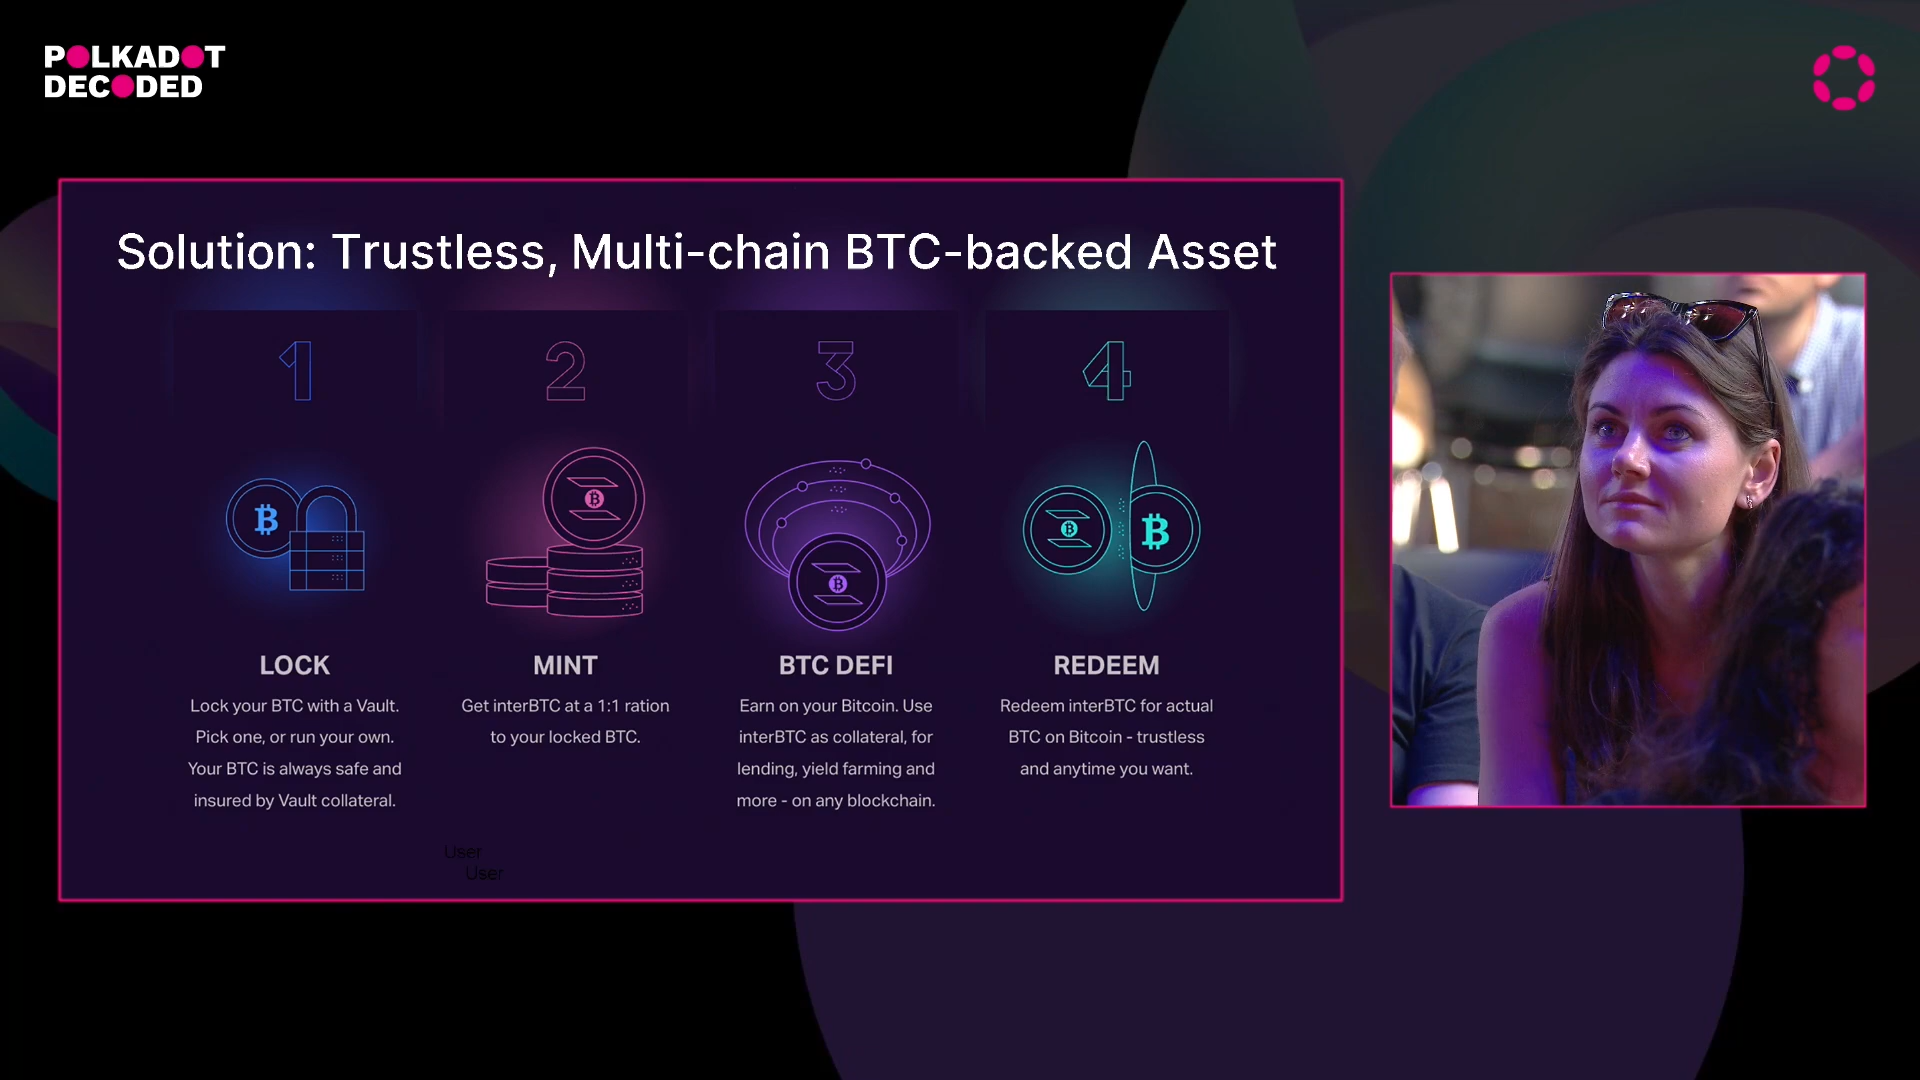 POLKADOT
DECODED
Solution: Trustless, Multi-chain BTC-backed Asset
1
2
3
4
LOCK
Lock your BTC with a Vault.
Pick one, or run your own.
Your BTC is always safe and
insured by Vault collateral.
MINT
Get interBTC at a 1:1 ration
to your locked BTC.
BTC DEFI
Earn on your Bitcoin. Use
interBTC as collateral, for
lending, yield farming and
more - on any blockchain.
REDEEM
Redeem interBTC for actual
BTC on Bitcoin - trustless
and anytime you want.
User
User